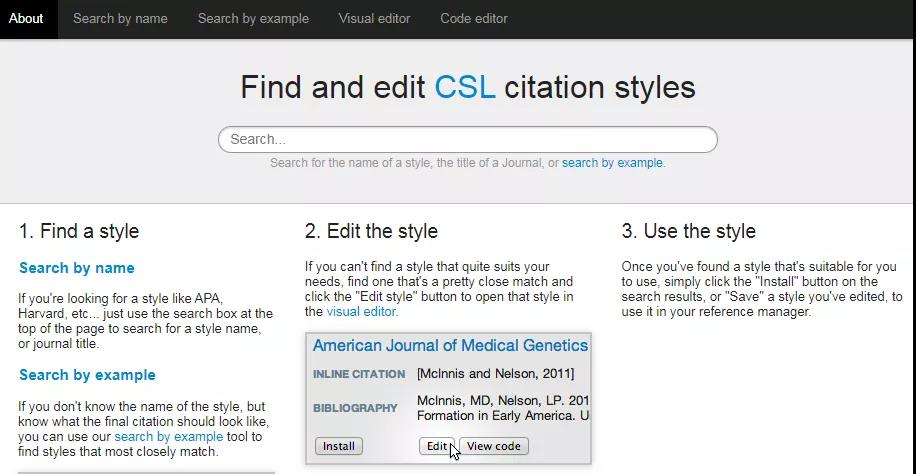 About Search by name Search by example Visual editor Code editor
Find and edit CSL citation styles
Search...
Search for the name of a style, the title of a Journal, or search by example.
1. Find a style
Search by name
If you're looking for a style like APA,
Harvard, etc... just use the search box at the
top of the page to search for a style name,
or journal title.
Search by example
If you don't know the name of the style, but
know what the final citation should look like,
you can use our search by example tool to
find styles that most closely match.
2. Edit the style
If you can't find a style that quite suits your
needs, find one that's a pretty close match and
click the "Edit style" button to open that style in
the visual editor.
American Journal of Medical Genetics
INLINE CITATION [McInnis and Nelson, 2011]
BIBLIOGRAPHY McInnis, MD, Nelson, LP. 201
Formation in Early America. U
Install Edit View code
3. Use the style
Once you've found a style that's suitable for you
to use, simply click the "Install" button on the
search results, or "Save" a style you've edited, to
use it in your reference manager.